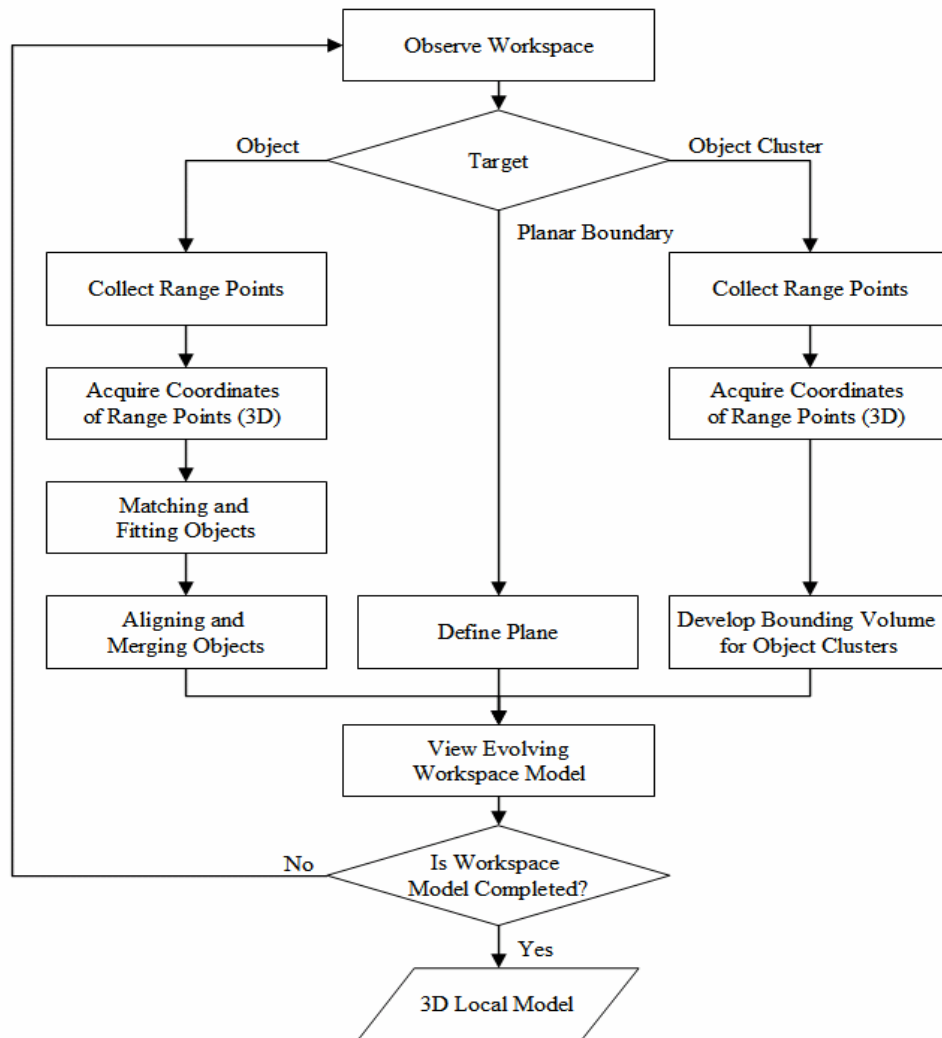 Observe Workspace
Object
Target
Object Cluster
Planar Boundary
Collect Range Points
Collect Range Points
Acquire Coordinates
of Range Points (3D)
Acquire Coordinates
of Range Points (3D)
Matching and
Fitting Objects
Aligning and
Merging Objects
Define Plane
Develop Bounding Volume
for Object Clusters
View Evolving
Workspace Model
No
Is Workspace
Model Completed?
Yes
3D Local Model